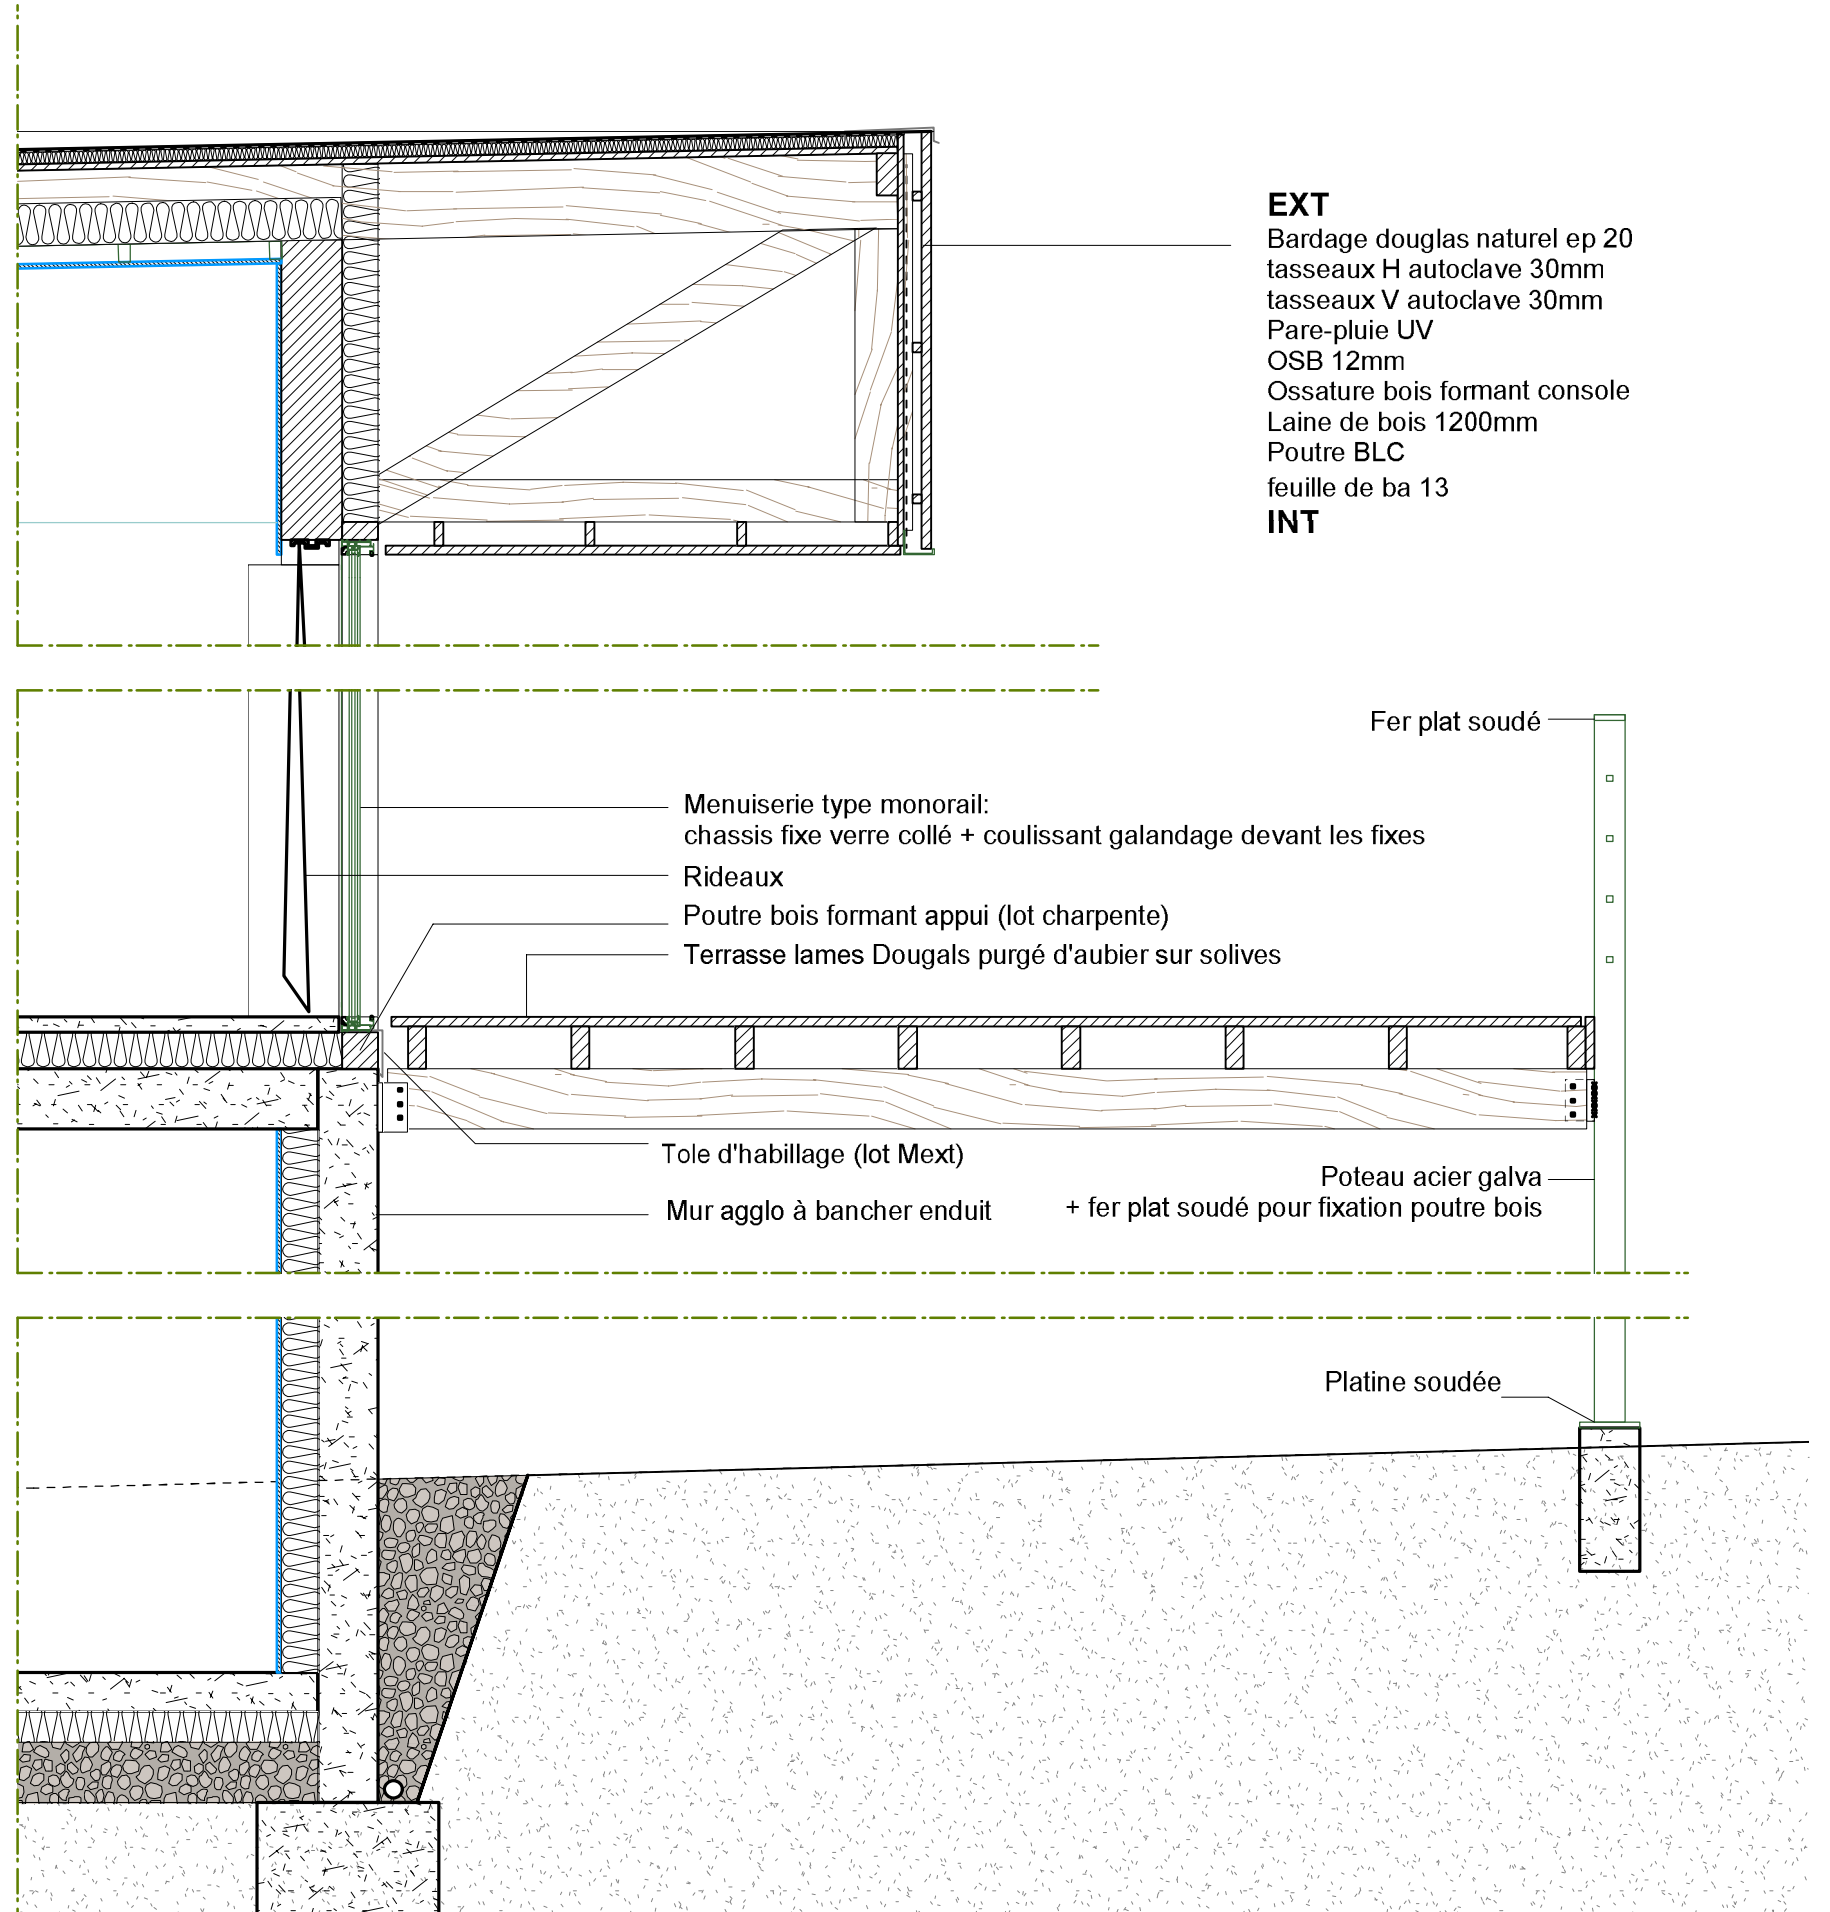 EXT
Bardage douglas naturel ep 20
tasseaux H autoclave 30mm
tasseaux V autoclave 30mm
Pare-pluie UV
OSB 12mm
Ossature bois formant console
Laine de bois 1200mm
Poutre BLC
feuille de ba 13
INT
Fer plat soudé
Menuiserie type monorail:
chassis fixe verre collé + coulissant galandage devant les fixes
Rideaux
Poutre bois formant appui (lot charpente)
Terrasse lames Dougals purgé d'aubier sur solives
Tole d'habillage (lot Mext)
Mur agglo à bancher enduit
Poteau acier galva
+ fer plat soudé pour fixation poutre bois
Platine soudée